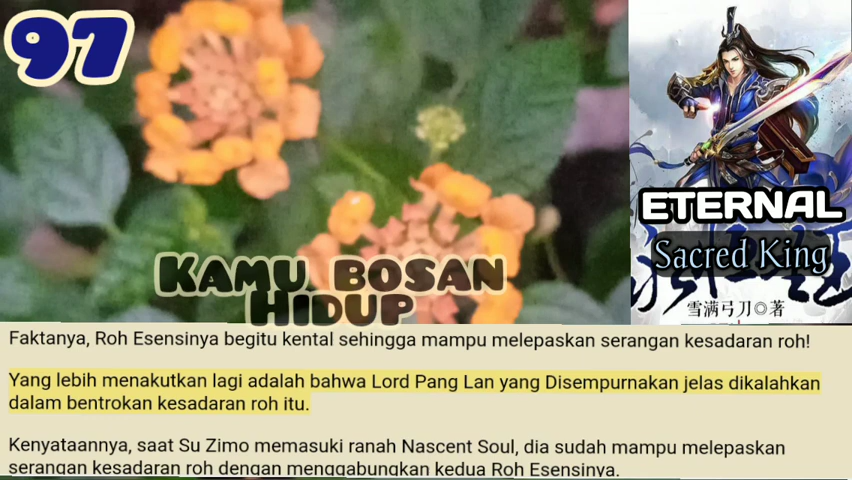 97
ETERNAL
Sacred King
雪满弓刀◎著
KAMU BOSAN
HIDUP
Faktanya, Roh Esensinya begitu kental sehingga mampu melepaskan serangan kesadaran roh!
Yang lebih menakutkan lagi adalah bahwa Lord Pang Lan yang Disempurnakan jelas dikalahkan
dalam bentrokan kesadaran roh itu.
Kenyataannya, saat Su Zimo memasuki ranah Nascent Soul, dia sudah mampu melepaskan
serangan kesadaran roh dengan menggabungkan kedua Roh Esensinya.